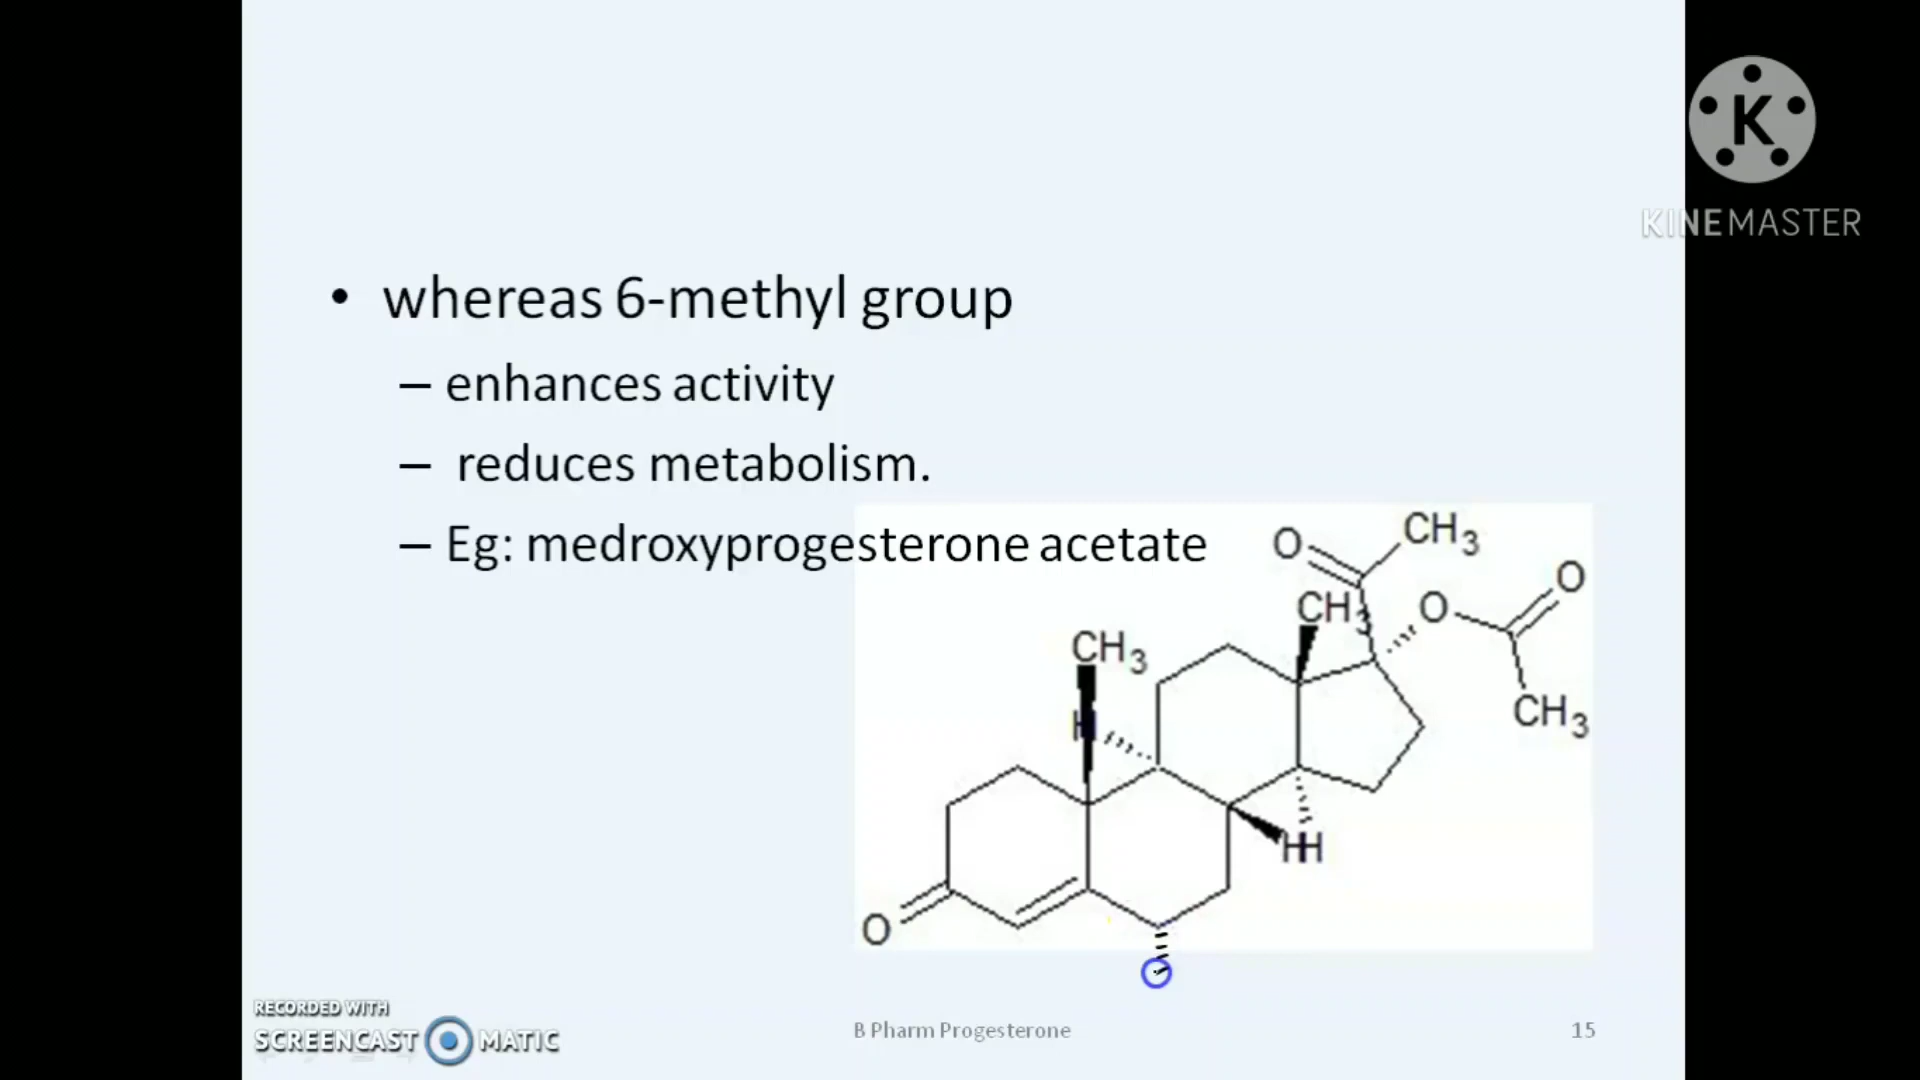 K
KINEMASTER
• whereas 6-methyl group
– enhances activity
– reduces metabolism.
– Eg: medroxyprogesterone acetate
O
CH3
O
CH3
O
CH3
H
CH3
H
H
O
RECORDED WITH
SCREENCAST MATIC
B Pharm Progesterone
15